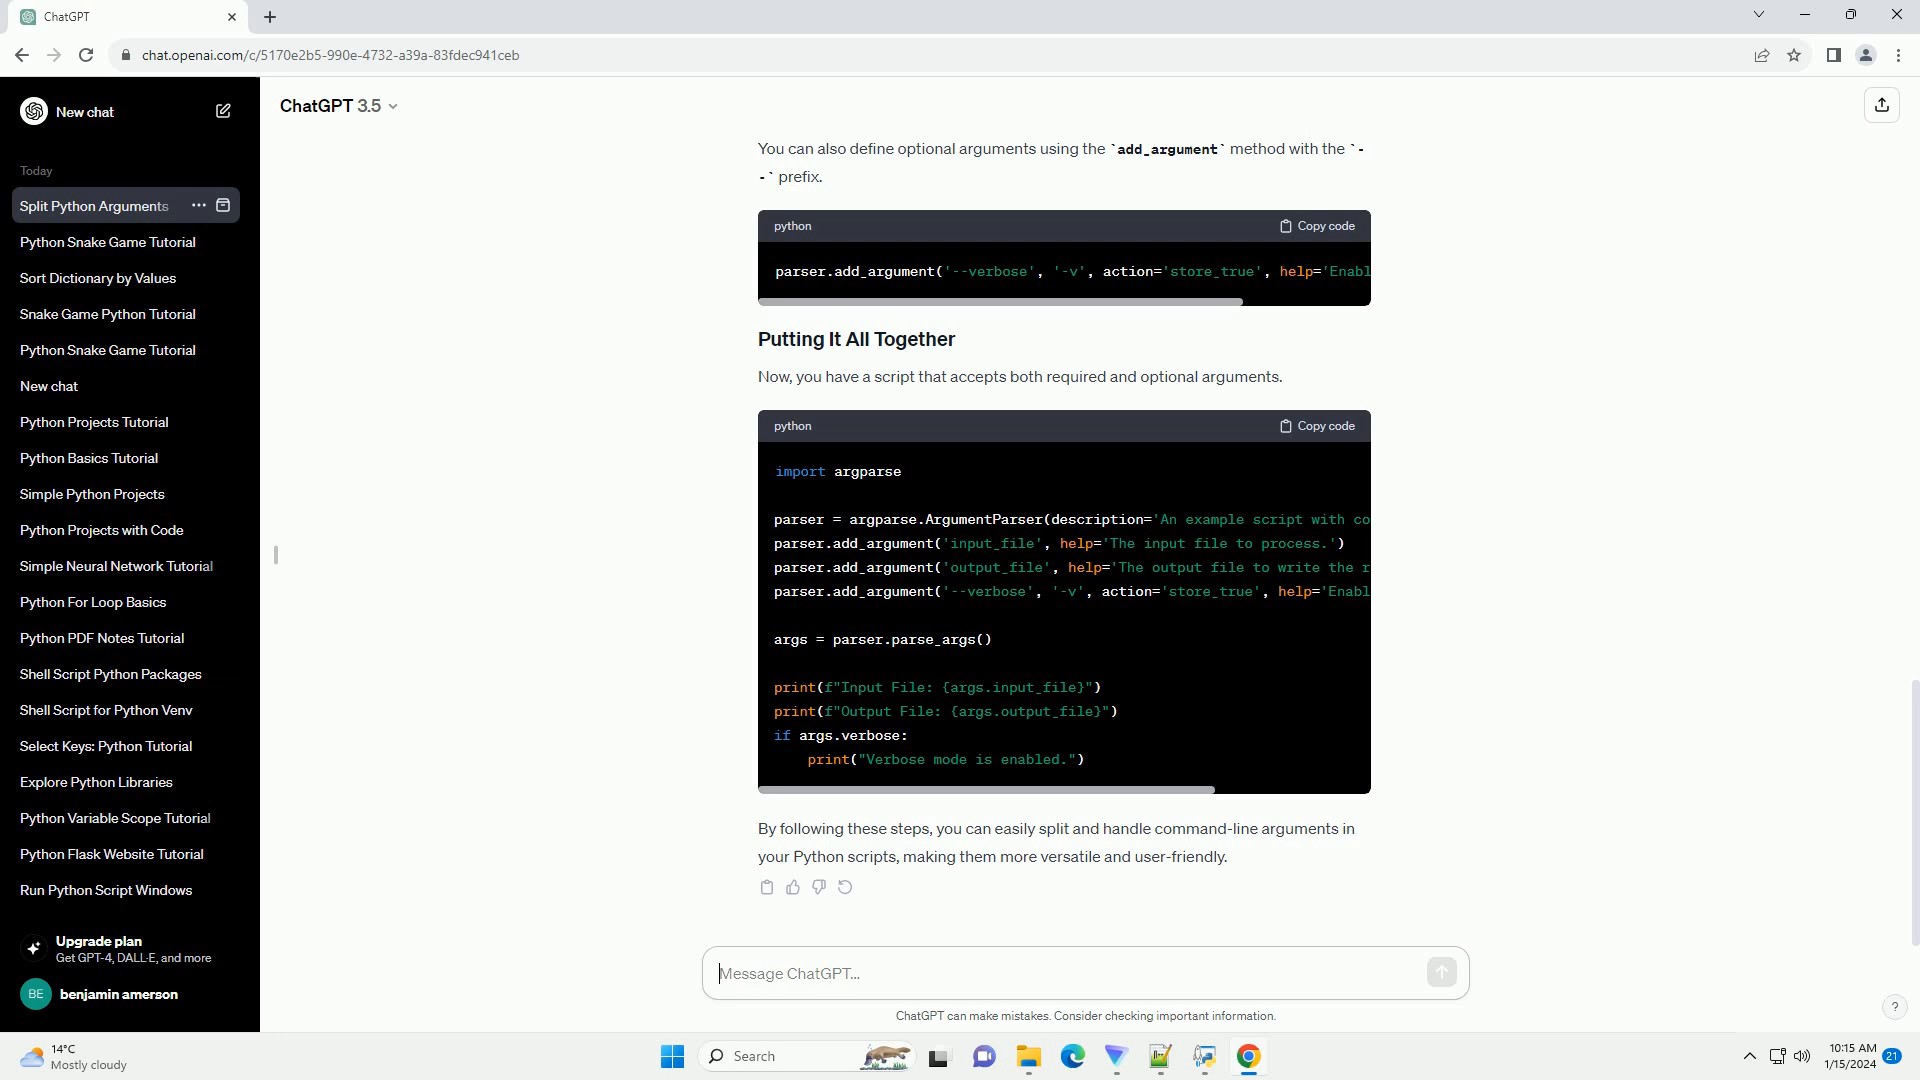 ChatGPT
chat.openai.com/c/5170e2b5-990e-4732-a39a-83fdec941ceb
New chat
Today
Split Python Arguments
Python Snake Game Tutorial
Sort Dictionary by Values
Snake Game Python Tutorial
Python Snake Game Tutorial
New chat
Python Projects Tutorial
Python Basics Tutorial
Simple Python Projects
Python Projects with Code
Simple Neural Network Tutorial
Python For Loop Basics
Python PDF Notes Tutorial
Shell Script Python Packages
Shell Script for Python Venv
Select Keys: Python Tutorial
Explore Python Libraries
Python Variable Scope Tutorial
Python Flask Website Tutorial
Run Python Script Windows
Upgrade plan
Get GPT-4, DALL·E, and more
BE benjamin amerson
ChatGPT 3.5
You can also define optional arguments using the `add_argument` method with the `-
-` prefix.
python Copy code
parser.add_argument('--verbose', '-v', action='store_true', help='Enabl
Putting It All Together
Now, you have a script that accepts both required and optional arguments.
python Copy code
import argparse
parser = argparse.ArgumentParser(description='An example script with co
parser.add_argument('input_file', help='The input file to process.')
parser.add_argument('output_file', help='The output file to write the r
parser.add_argument('--verbose', '-v', action='store_true', help='Enabl
args = parser.parse_args()
print(f"Input File: {args.input_file}")
print(f"Output File: {args.output_file}")
if args.verbose:
    print("Verbose mode is enabled.")
By following these steps, you can easily split and handle command-line arguments in
your Python scripts, making them more versatile and user-friendly.
Message ChatGPT...
ChatGPT can make mistakes. Consider checking important information.
?
14°C
Mostly cloudy
Search
10:15 AM
1/15/2024
21